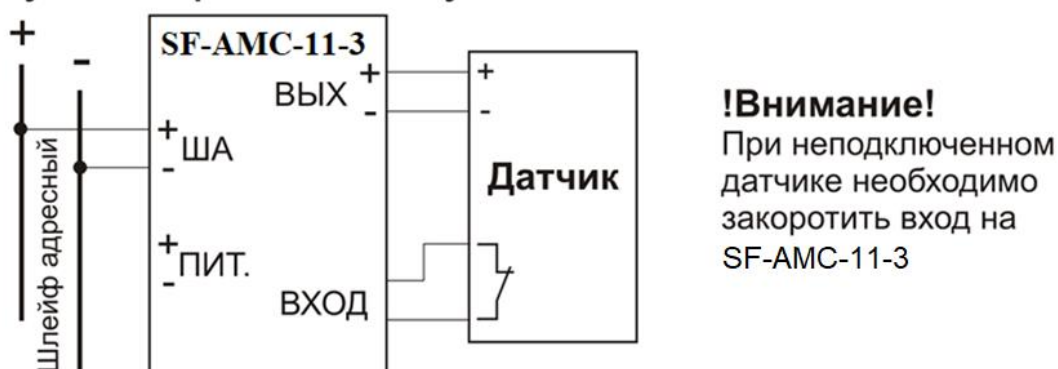 +
-
SF-AMC-11-3
ВЫХ
+
-
+
-
+
-
ША
Шлейф адресный
+
-
ПИТ.
ВХОД
Датчик
!Внимание!
При неподключенном
датчике необходимо
закоротить вход на
SF-AMC-11-3